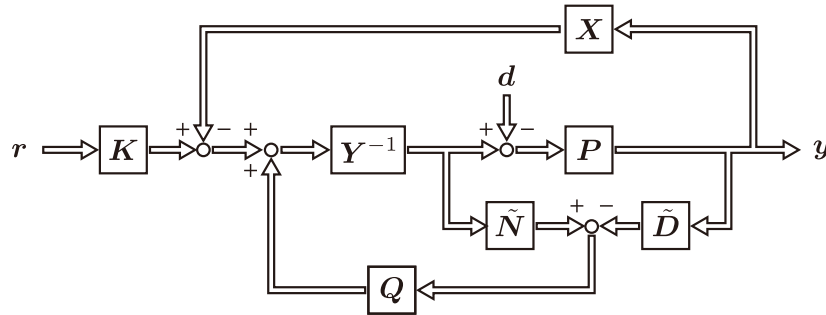 X
d
+ − + + −
r K Y⁻¹ P y
+
+ −
Ñ D̃
Q